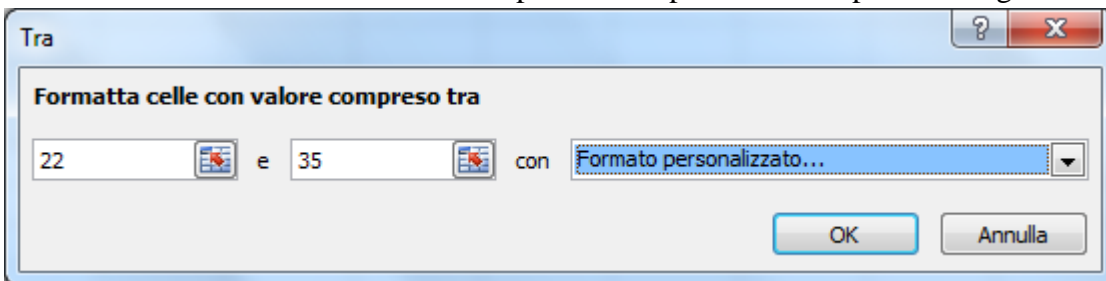 Tra
Formatta celle con valore compreso tra
22 e 35 con Formato personalizzato...
OK Annulla